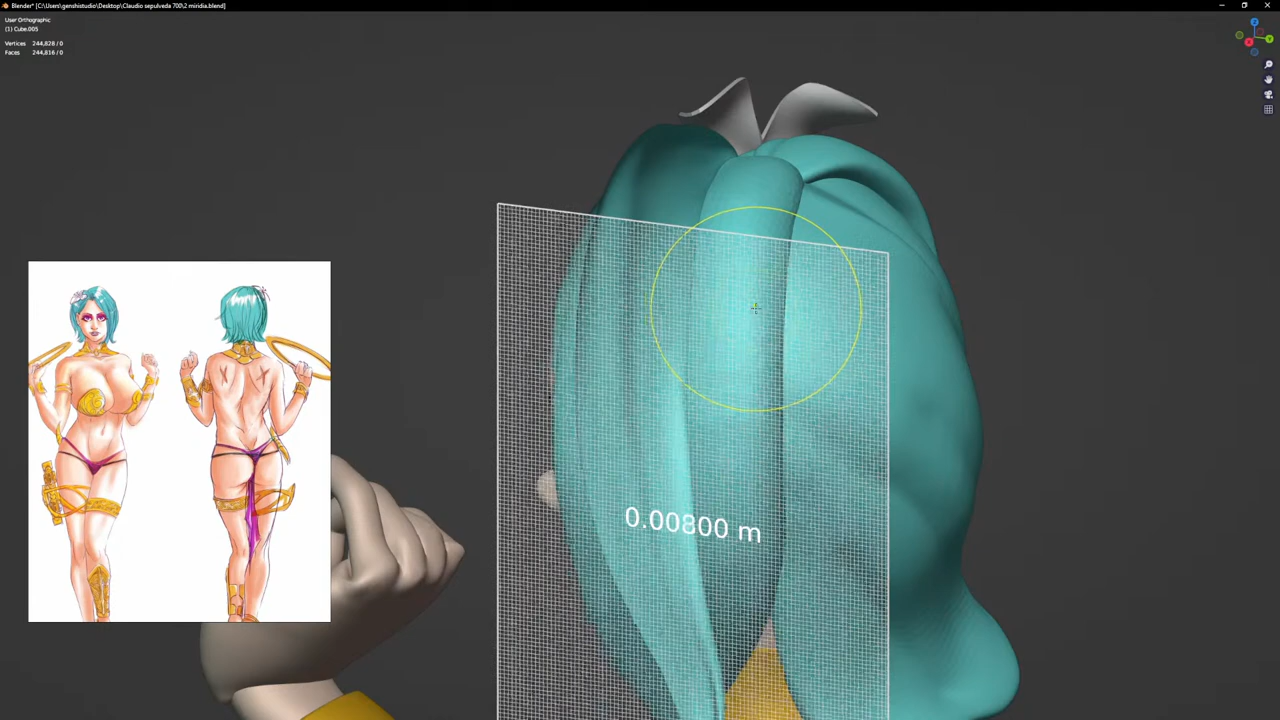 Blender* [C:\Users\genshistudio\Desktop\Claudio sepulveda 700\2 miridia.blend]
User Orthographic
(1) Cube.005
Vertices 244,828 / 0
Faces 244,816 / 0
Z
Y
X
0.00800 m